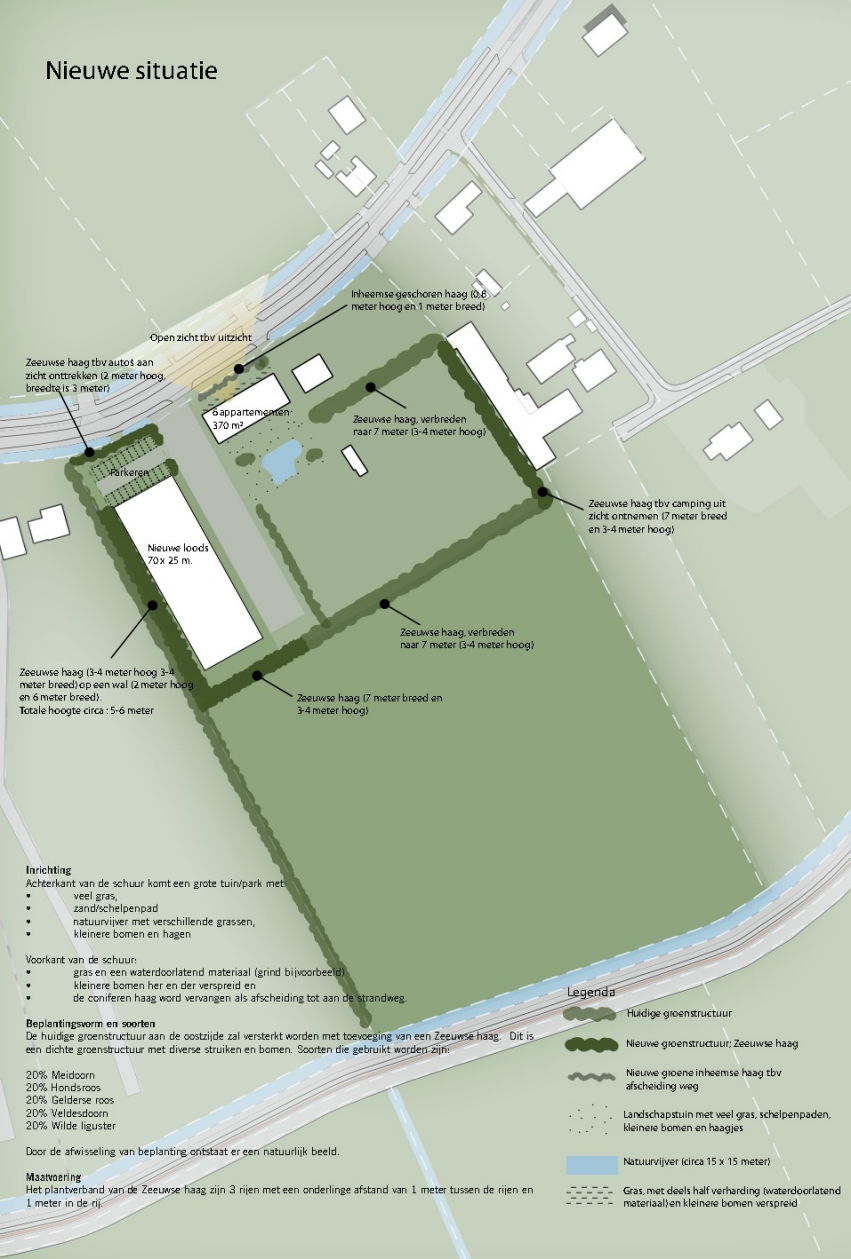 Nieuwe situatie
Inheemse geschoren haag (0,8
meter hoog en 1 meter breed)
Open zicht tbv uitzicht
Zeeuwse haag tbv auto's aan
zicht onttrekken (2 meter hoog,
breedte is 3 meter)
6 appartementen
370 m²
Zeeuwse haag, verbreden
naar 7 meter (3-4 meter hoog)
Parkeren
Zeeuwse haag tbv camping uit
zicht ontnemen (7 meter breed
en 3-4 meter hoog)
Nieuwe loods
70 x 25 m.
Zeeuwse haag, verbreden
naar 7 meter (3-4 meter hoog)
Zeeuwse haag (3-4 meter hoog 3-4
meter breed) op een wal (2 meter hoog
en 6 meter breed).
Totale hoogte circa : 5-6 meter
Zeeuwse haag (7 meter breed en
3-4 meter hoog)
Inrichting
Achterkant van de schuur komt een grote tuin/park met:
• veel gras,
• zand/schelpenpad
• natuurvijver met verschillende grassen,
• kleinere bomen en hagen
Voorkant van de schuur:
• gras en een waterdoorlatend materiaal (grind bijvoorbeeld)
• kleinere bomen her en der verspreid en
• de coniferen haag word vervangen als afscheiding tot aan de strandweg.
Beplantingsvorm en soorten
De huidige groenstructuur aan de oostzijde zal versterkt worden met toevoeging van een Zeeuwse haag. Dit is
een dichte groenstructuur met diverse struiken en bomen. Soorten die gebruikt worden zijn:
20% Meidoorn
20% Hondsroos
20% Gelderse roos
20% Veldesdoorn
20% Wilde liguster
Door de afwisseling van beplanting ontstaat er een natuurlijk beeld.
Maatvoering
Het plantverband van de Zeeuwse haag zijn 3 rijen met een onderlinge afstand van 1 meter tussen de rijen en
1 meter in de rij.
Legenda
Huidige groenstructuur
Nieuwe groenstructuur; Zeeuwse haag
Nieuwe groene inheemse haag tbv
afscheiding weg
Landschapstuin met veel gras, schelpenpaden,
kleinere bomen en haagjes
Natuurvijver (circa 15 x 15 meter)
Gras, met deels half verharding (waterdoorlatend
materiaal) en kleinere bomen verspreid